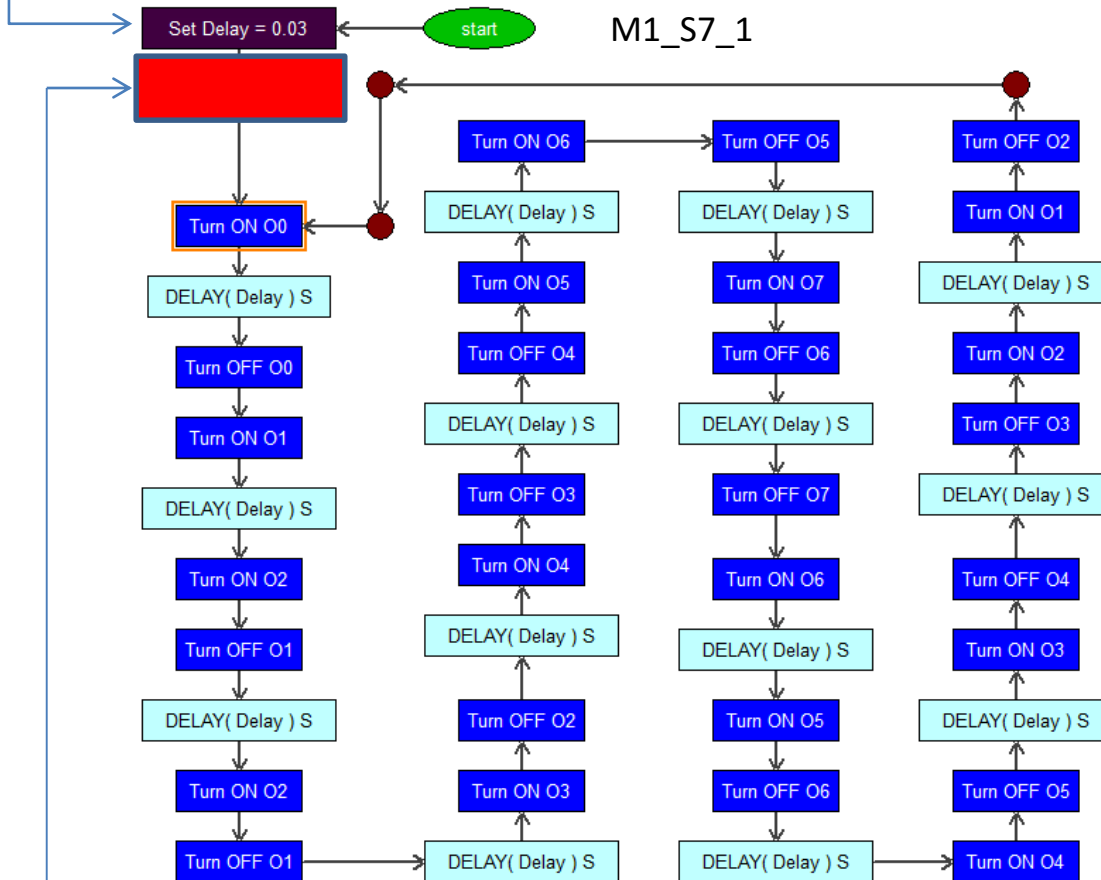 M1_S7_1
start
Set Delay = 0.03
Turn ON O0
DELAY( Delay ) S
Turn OFF O0
Turn ON O1
DELAY( Delay ) S
Turn ON O2
Turn OFF O1
DELAY( Delay ) S
Turn ON O2
Turn OFF O1
DELAY( Delay ) S
Turn ON O3
Turn OFF O2
DELAY( Delay ) S
Turn ON O4
Turn OFF O3
DELAY( Delay ) S
Turn OFF O4
Turn ON O5
DELAY( Delay ) S
Turn ON O6
Turn OFF O5
DELAY( Delay ) S
Turn ON O7
Turn OFF O6
DELAY( Delay ) S
Turn OFF O7
Turn ON O6
DELAY( Delay ) S
Turn ON O5
Turn OFF O6
DELAY( Delay ) S
Turn ON O4
Turn OFF O5
DELAY( Delay ) S
Turn ON O3
Turn OFF O4
DELAY( Delay ) S
Turn OFF O3
Turn ON O2
DELAY( Delay ) S
Turn ON O1
Turn OFF O2